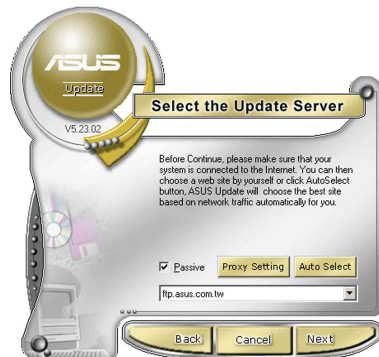 ASUS
Update
V5.23.02
Select the Update Server
Before Continue, please make sure that your
system is connected to the Internet. You can then
choose a web site by yourself or click AutoSelect
button, ASUS Update will choose the best site
based on network traffic automatically for you.
Passive
Proxy Setting
Auto Select
ftp.asus.com.tw
Back
Cancel
Next